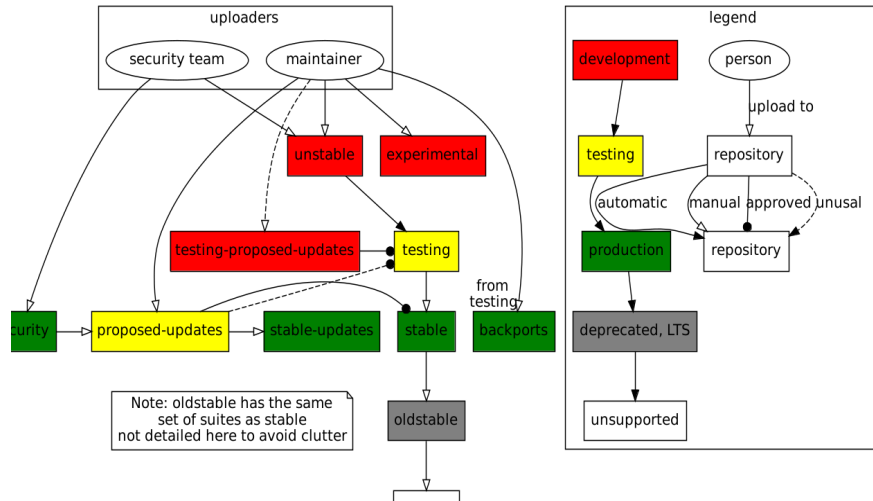 uploaders
legend
security team
maintainer
development
person
upload to
unstable
experimental
testing
repository
automatic
manual
approved
unusal
testing-proposed-updates
testing
production
repository
from
testing
curity
proposed-updates
stable-updates
stable
backports
deprecated, LTS
Note: oldstable has the same
set of suites as stable
not detailed here to avoid clutter
oldstable
unsupported